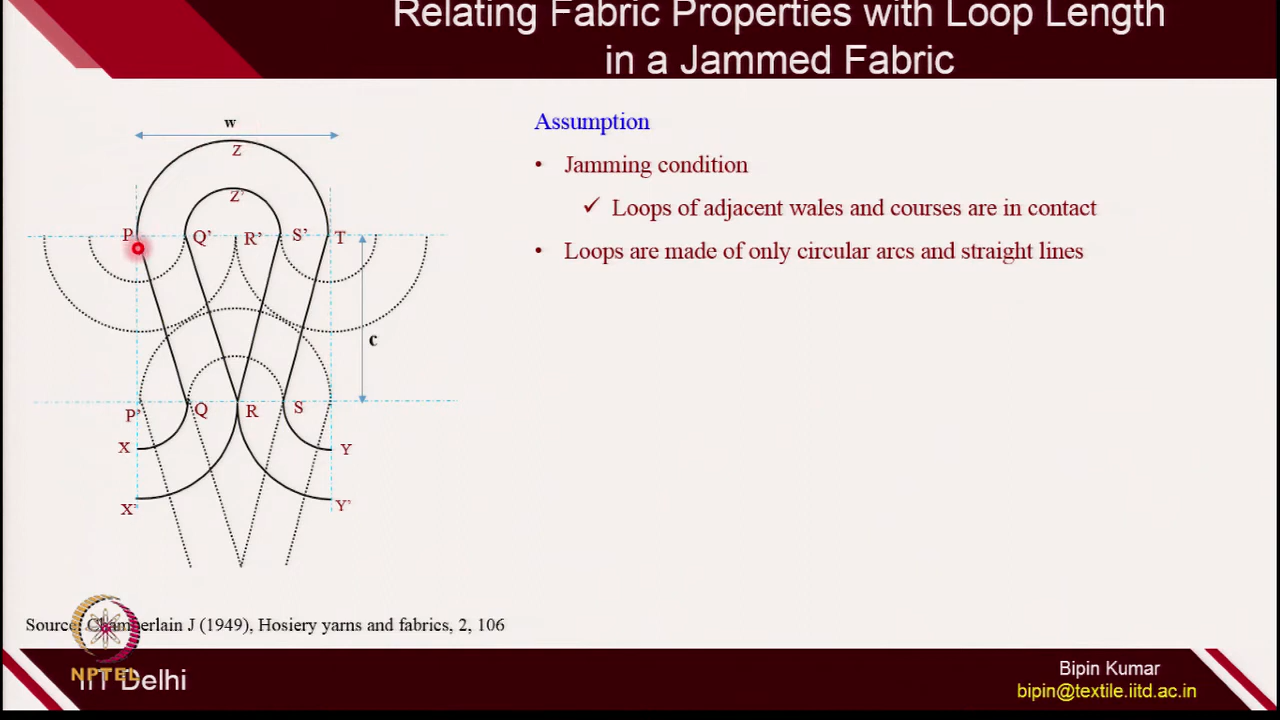 Relating Fabric Properties with Loop Length
in a Jammed Fabric
w
Z
Z'
P
Q'
R'
S'
T
c
P'
Q
R
S
X
Y
X'
Y'
Assumption
• Jamming condition
✓ Loops of adjacent wales and courses are in contact
• Loops are made of only circular arcs and straight lines
Source: Chamberlain J (1949), Hosiery yarns and fabrics, 2, 106
NPTEL
IIT Delhi
Bipin Kumar
bipin@textile.iitd.ac.in